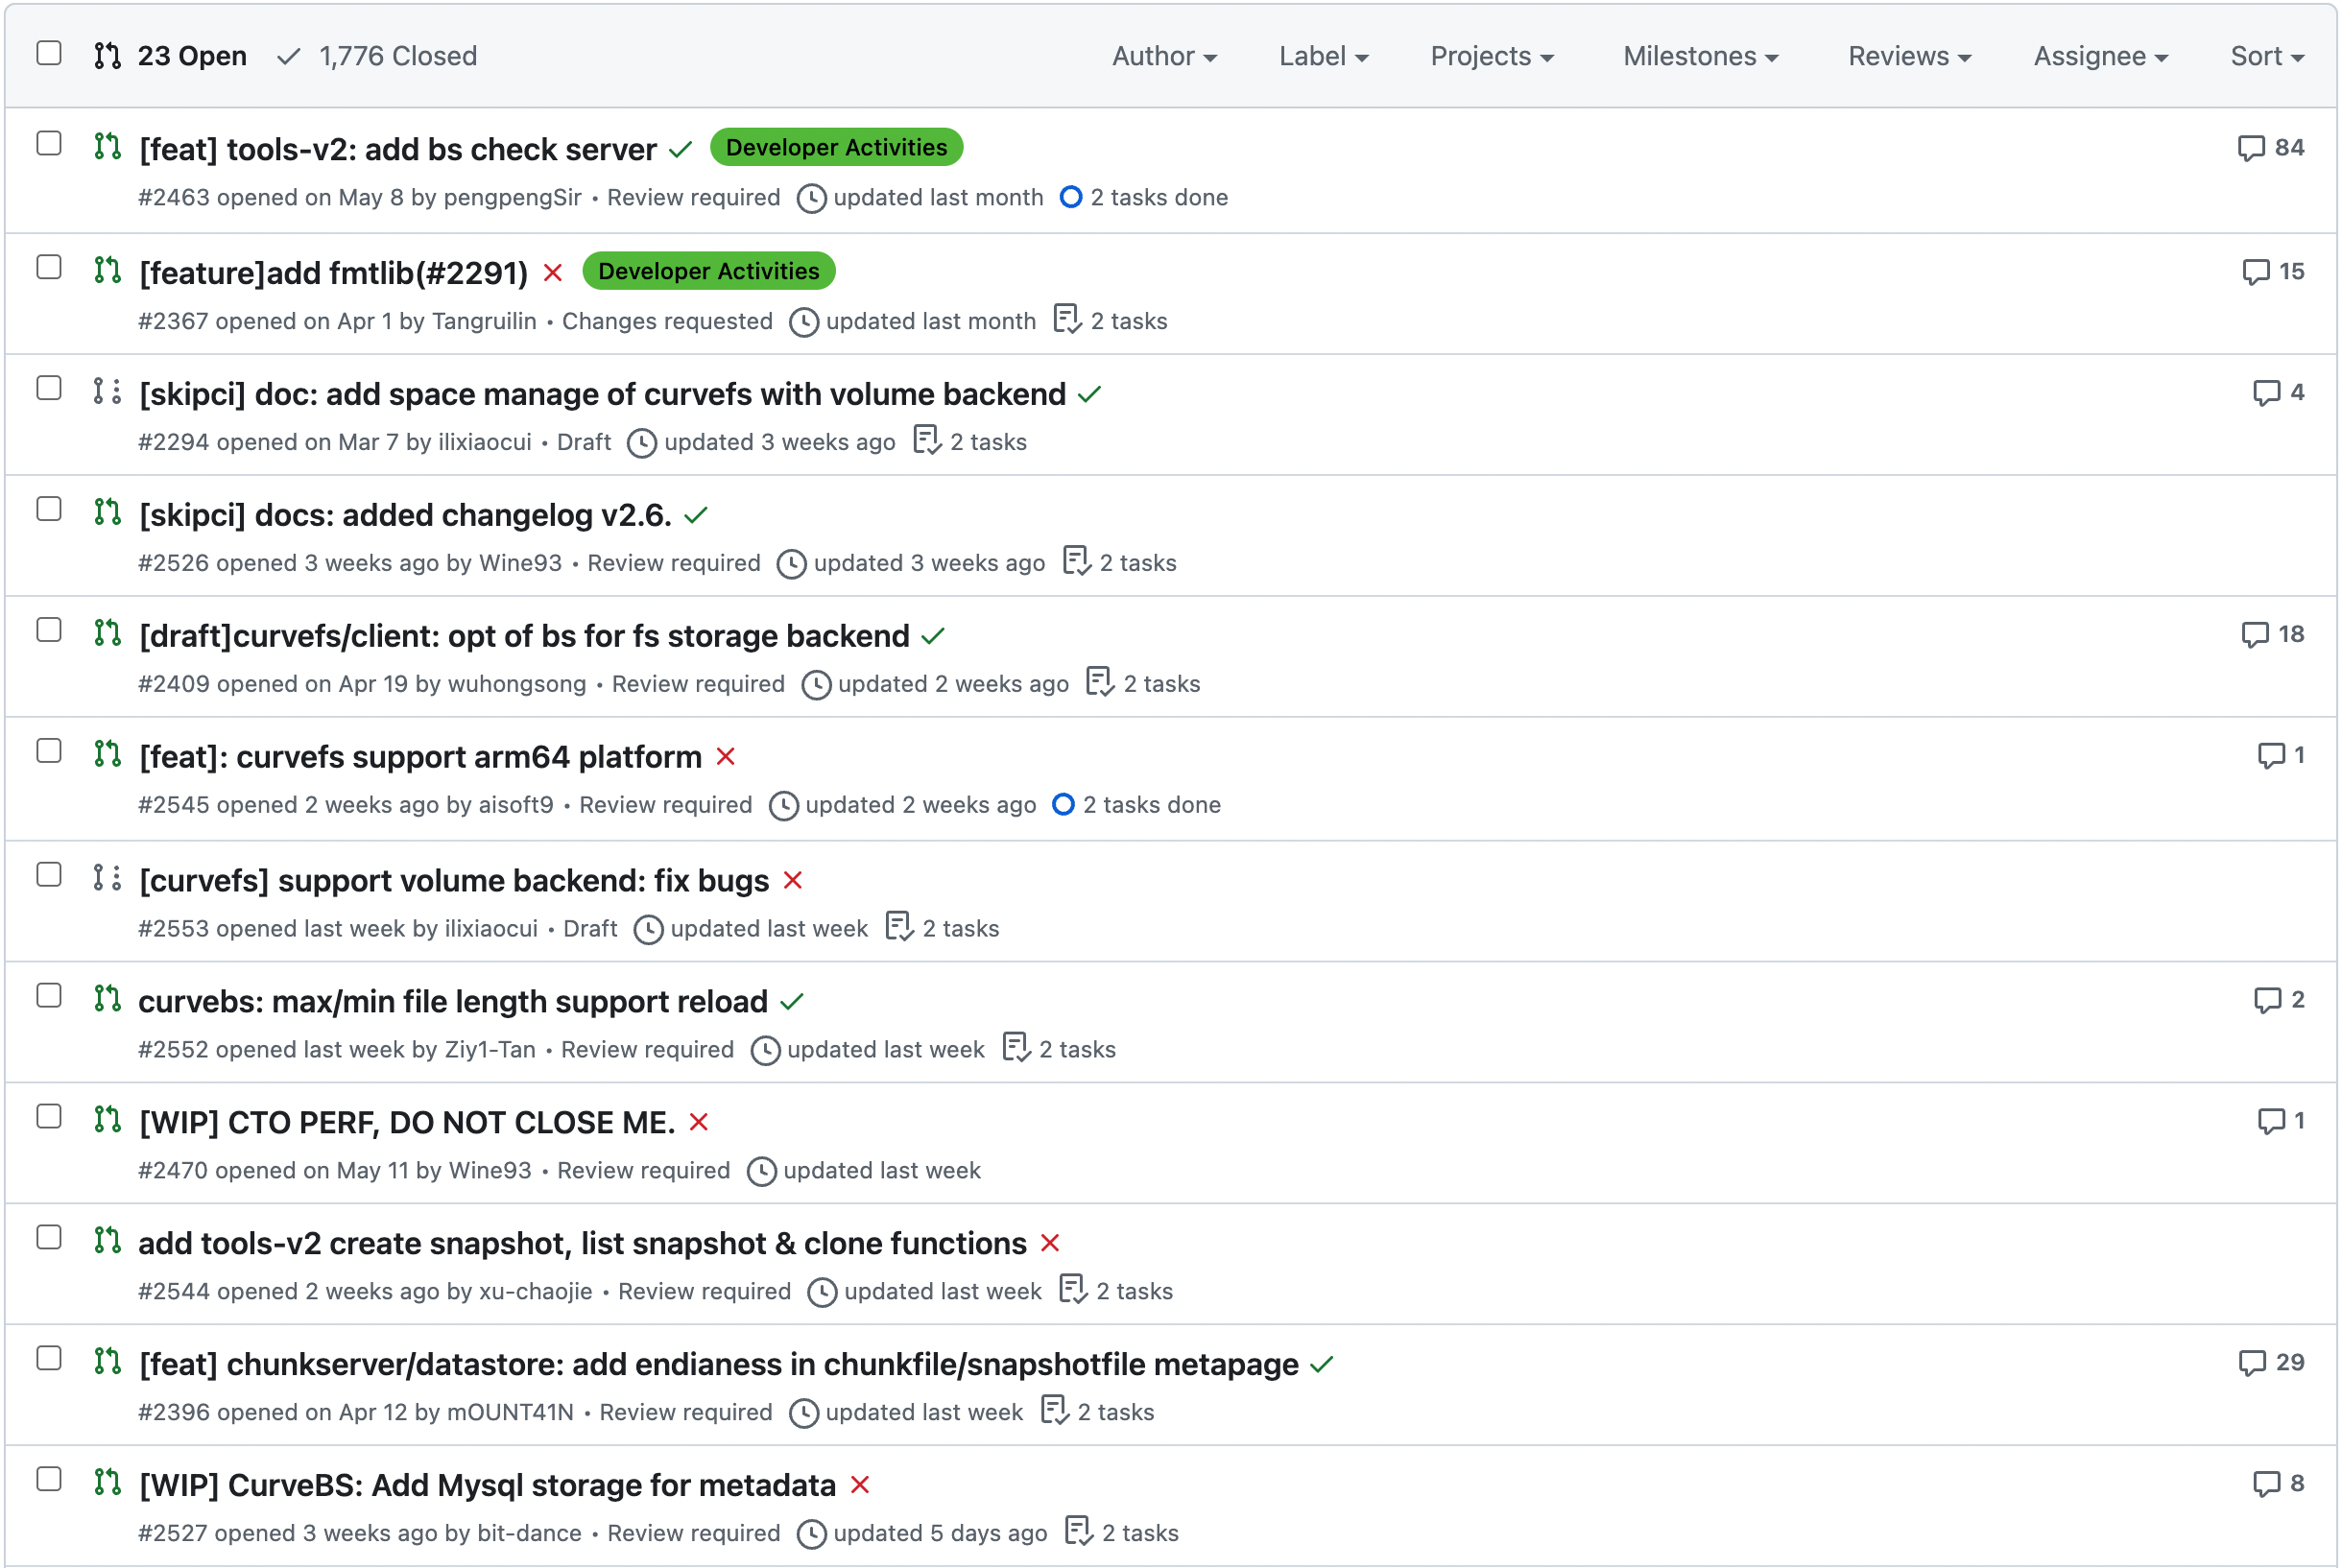 23 Open 1,776 Closed Author Label Projects Milestones Reviews Assignee Sort
[feat] tools-v2: add bs check server Developer Activities 84
#2463 opened on May 8 by pengpengSir • Review required updated last month 2 tasks done
[feature]add fmtlib(#2291) Developer Activities 15
#2367 opened on Apr 1 by Tangruilin • Changes requested updated last month 2 tasks
[skipci] doc: add space manage of curvefs with volume backend 4
#2294 opened on Mar 7 by ilixiaocui • Draft updated 3 weeks ago 2 tasks
[skipci] docs: added changelog v2.6.
#2526 opened 3 weeks ago by Wine93 • Review required updated 3 weeks ago 2 tasks
[draft]curvefs/client: opt of bs for fs storage backend 18
#2409 opened on Apr 19 by wuhongsong • Review required updated 2 weeks ago 2 tasks
[feat]: curvefs support arm64 platform 1
#2545 opened 2 weeks ago by aisoft9 • Review required updated 2 weeks ago 2 tasks done
[curvefs] support volume backend: fix bugs
#2553 opened last week by ilixiaocui • Draft updated last week 2 tasks
curvebs: max/min file length support reload 2
#2552 opened last week by Ziy1-Tan • Review required updated last week 2 tasks
[WIP] CTO PERF, DO NOT CLOSE ME. 1
#2470 opened on May 11 by Wine93 • Review required updated last week
add tools-v2 create snapshot, list snapshot & clone functions
#2544 opened 2 weeks ago by xu-chaojie • Review required updated last week 2 tasks
[feat] chunkserver/datastore: add endianess in chunkfile/snapshotfile metapage 29
#2396 opened on Apr 12 by mOUNT41N • Review required updated last week 2 tasks
[WIP] CurveBS: Add Mysql storage for metadata 8
#2527 opened 3 weeks ago by bit-dance • Review required updated 5 days ago 2 tasks